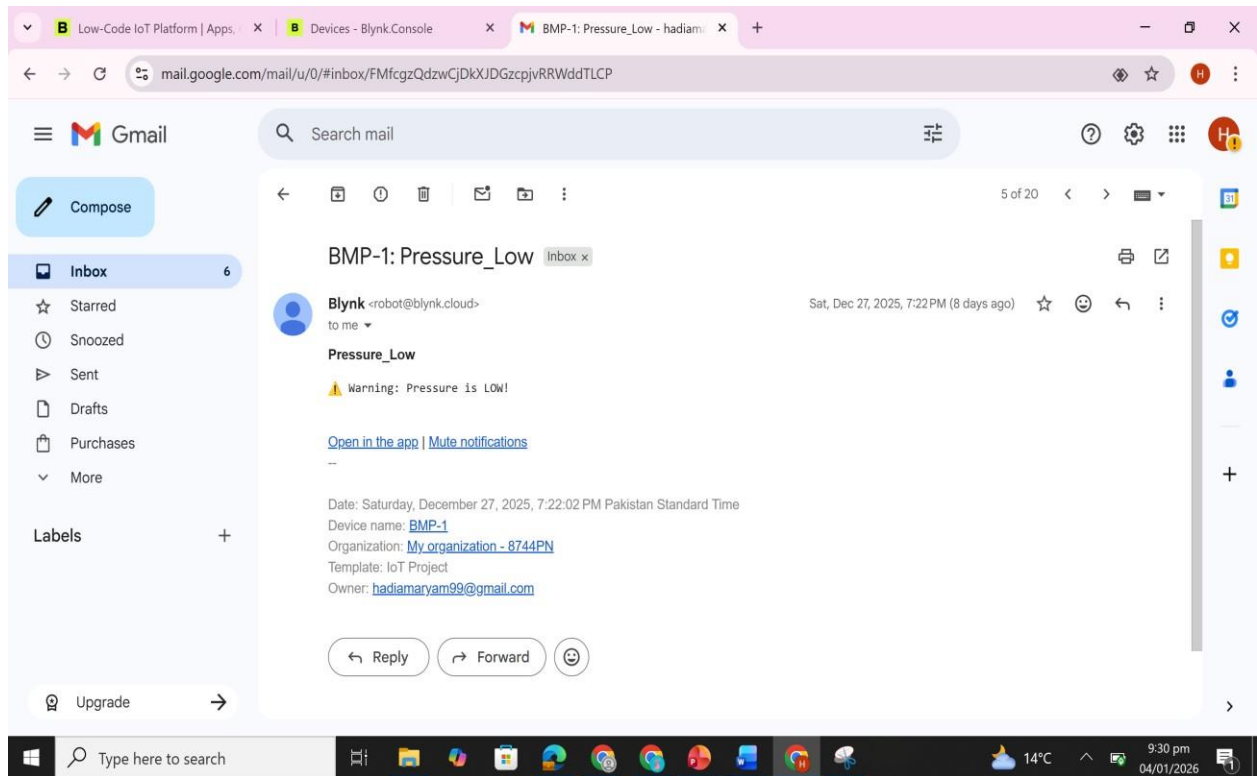 Low-Code IoT Platform | Apps,
Devices - Blynk.Console
BMP-1: Pressure_Low - hadiam
mail.google.com/mail/u/0/#inbox/FMfcgzQdzwCjDkXJDGzcpjvRRWddTLCP
H
Gmail
Search mail
H
Compose
5 of 20
31
BMP-1: Pressure_Low Inbox x
Inbox 6
Starred
Snoozed
Sent
Drafts
Purchases
More
Labels
Upgrade
Blynk <robot@blynk.cloud>
Sat, Dec 27, 2025, 7:22 PM (8 days ago)
to me
Pressure_Low
⚠ Warning: Pressure is LOW!
Open in the app | Mute notifications
--
Date: Saturday, December 27, 2025, 7:22:02 PM Pakistan Standard Time
Device name: BMP-1
Organization: My organization - 8744PN
Template: IoT Project
Owner: hadiamaryam99@gmail.com
Reply
Forward
Type here to search
14°C
9:30 pm
04/01/2026
1